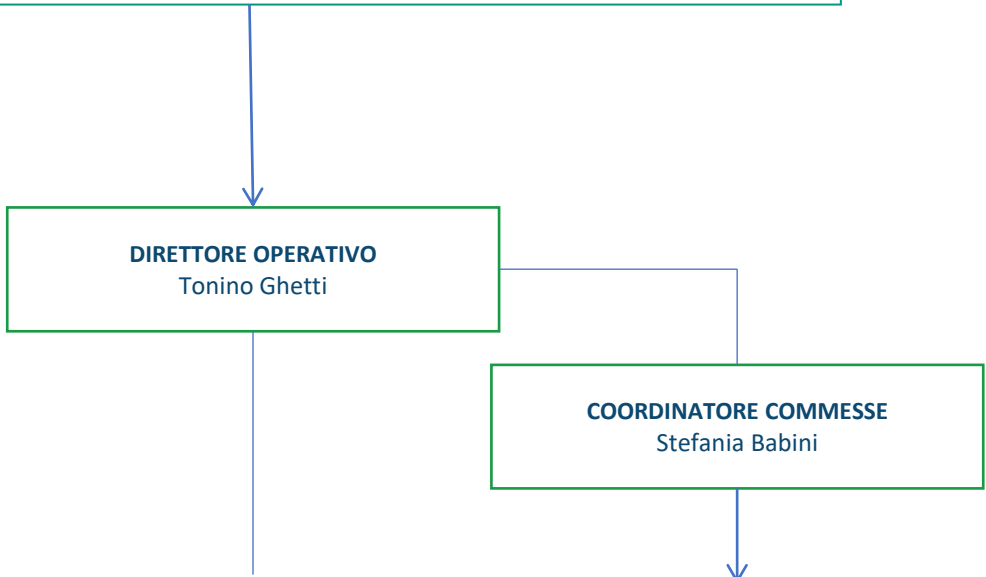 DIRETTORE OPERATIVO
Tonino Ghetti
COORDINATORE COMMESSE
Stefania Babini